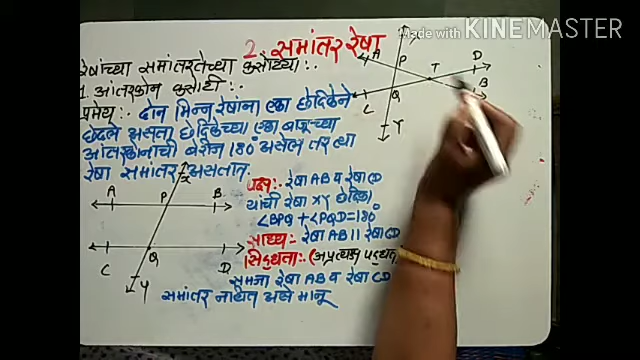 Made with KINEMASTER
2. समांतर रेषा
रेषांच्या समांतरतेच्या कसोट्या :-
1. आंतरकोन कसोटी :-
प्रमेय :- दोन भिन्न रेषांना एका छेदिकेने
छेदले असता छेदिकेच्या एका बाजूच्या
आंतरकोनांची बेरीज 180° असेल तर त्या
रेषा समांतर असतात.
A P T D
B
C Q
Y
X
A P B
C Q D
Y
पक्ष :- रेषा AB व रेषा CD
यांची रेषा XY छेदिका
∠BPQ + ∠PQD = 180°
साध्य :- रेषा AB || रेषा CD
सिद्धता :- (अप्रत्यक्ष पद्धत)
समजा रेषा AB व रेषा CD
समांतर नाहीत असे मानू